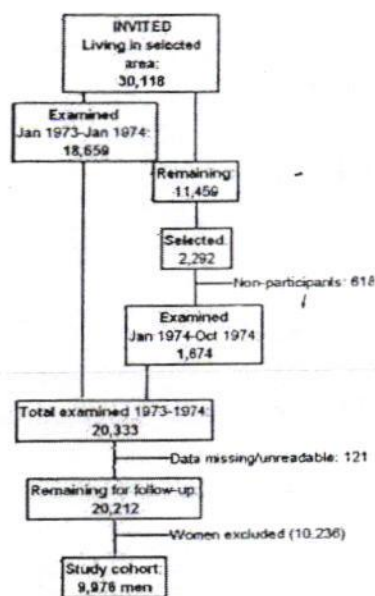 INVITED
Living in selected
area:
30,118
Examined
Jan 1973-Jan 1974:
18,659
Remaining:
11,459
Selected:
2,292
Non-participants: 618
Examined
Jan 1974-Oct 1974
1,674
Total examined 1973-1974:
20,333
Data missing/unreadable: 121
Remaining for follow-up:
20,212
Women excluded (10,236)
Study cohort:
9,976 men